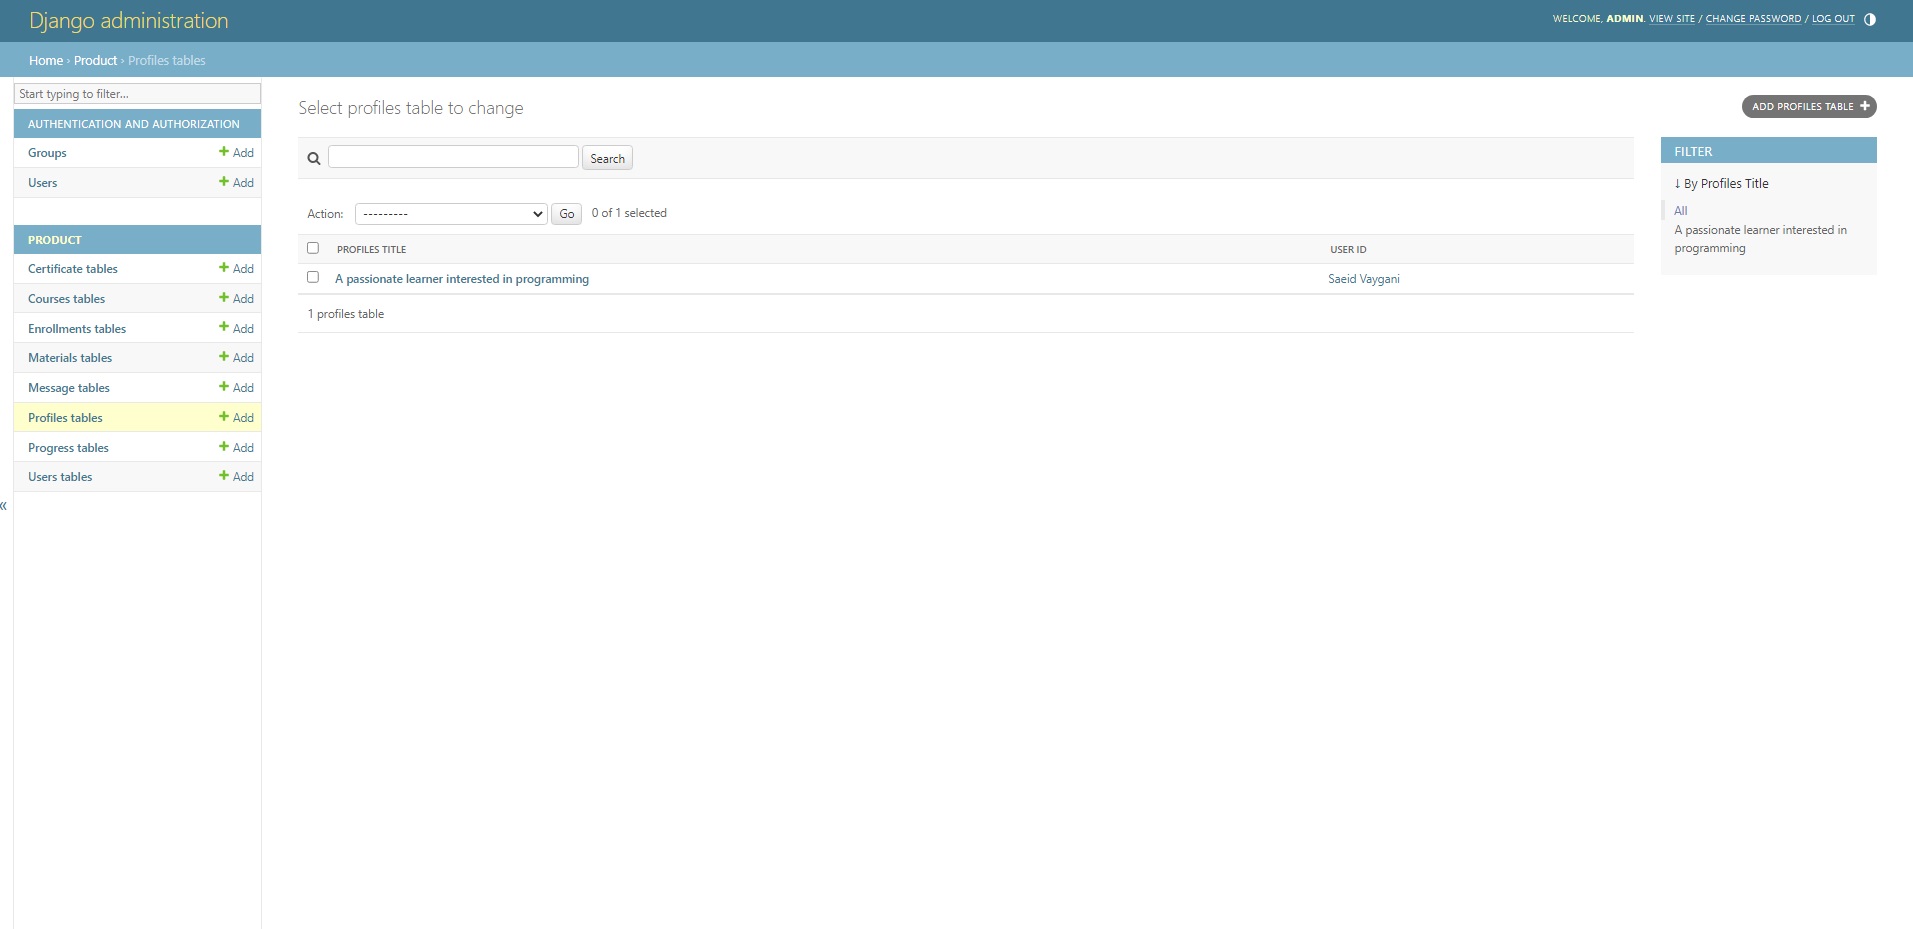 Django administration
WELCOME, ADMIN. VIEW SITE / CHANGE PASSWORD / LOG OUT
Home › Product › Profiles tables
Start typing to filter...
AUTHENTICATION AND AUTHORIZATION
Groups + Add
Users + Add
PRODUCT
Certificate tables + Add
Courses tables + Add
Enrollments tables + Add
Materials tables + Add
Message tables + Add
Profiles tables + Add
Progress tables + Add
Users tables + Add
«
Select profiles table to change
ADD PROFILES TABLE +
Search
Action: --------- Go 0 of 1 selected
PROFILES TITLE USER ID
A passionate learner interested in programming Saeid Vaygani
1 profiles table
FILTER
↓ By Profiles Title
All
A passionate learner interested in
programming